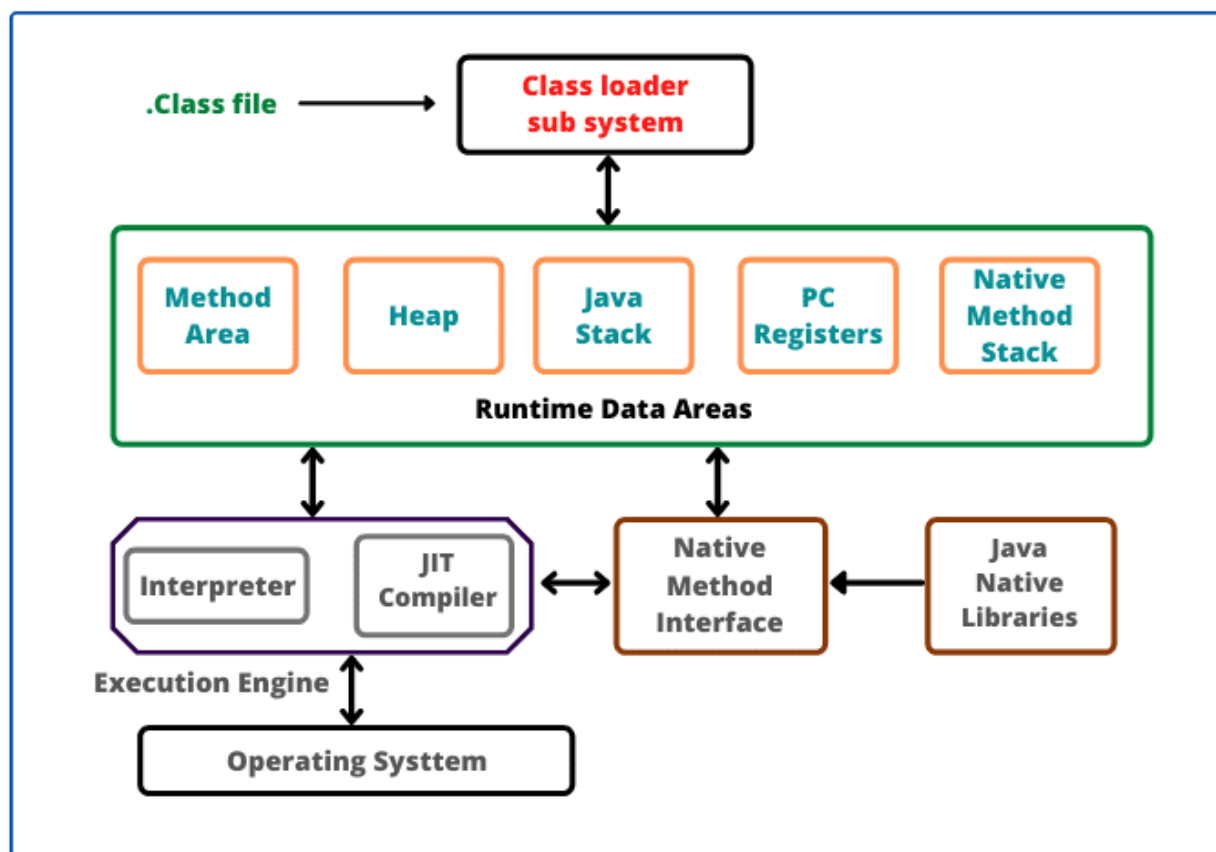 .Class file
Class loader
sub system
Method
Area
Heap
Java
Stack
PC
Registers
Native
Method
Stack
Runtime Data Areas
Interpreter
JIT
Compiler
Native
Method
Interface
Java
Native
Libraries
Execution Engine
Operating Systtem